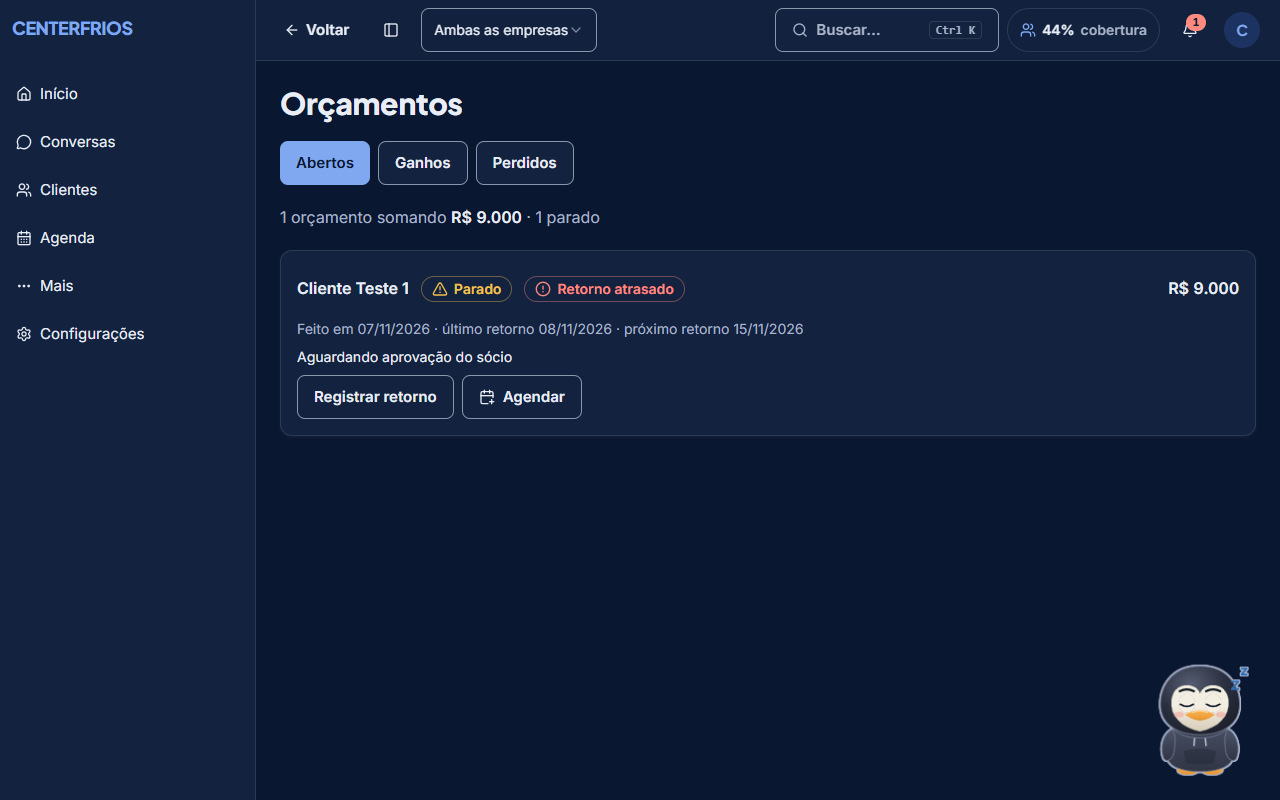 CENTERFRIOS
Voltar
Ambas as empresas
Buscar...
Ctrl K
44% cobertura
1
C
Início
Conversas
Clientes
Agenda
Mais
Configurações
Orçamentos
Abertos
Ganhos
Perdidos
1 orçamento somando R$ 9.000 · 1 parado
Cliente Teste 1
Parado
Retorno atrasado
R$ 9.000
Feito em 07/11/2026 · último retorno 08/11/2026 · próximo retorno 15/11/2026
Aguardando aprovação do sócio
Registrar retorno
Agendar
z
z